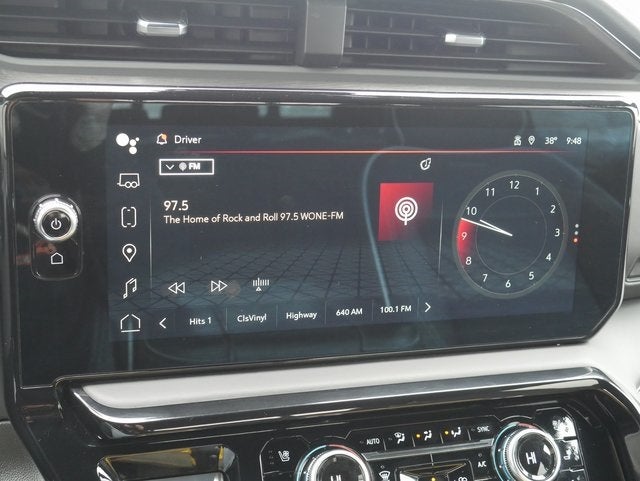 Driver
38° 9:48
FM
97.5
The Home of Rock and Roll 97.5 WONE-FM
12
1
2
3
4
5
6
7
8
9
10
11
Hits 1 ClsVinyl Highway 640 AM 100.1 FM
AUTO SYNC
A/C
HI HI